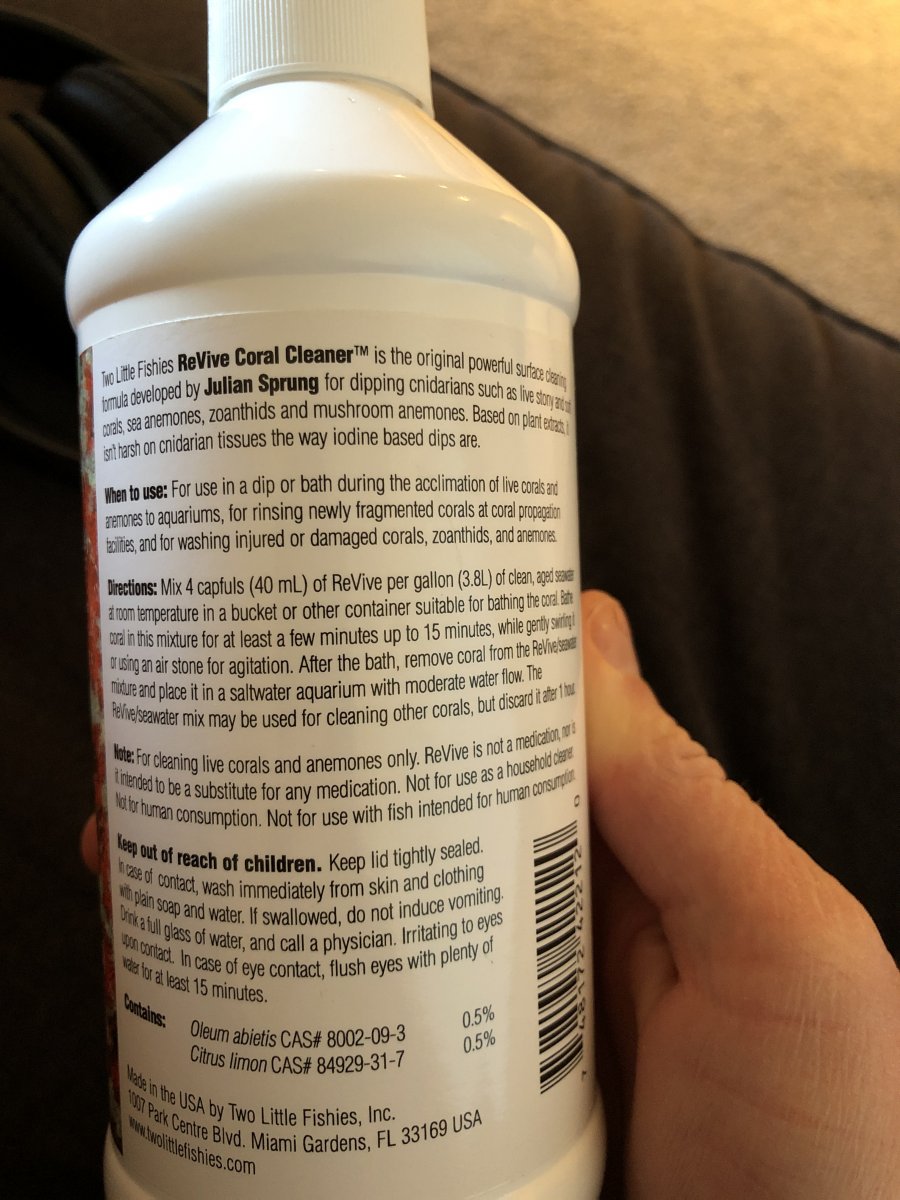 Two Little Fishies ReVive Coral Cleaner™ is the original powerful surface cleaning
formula developed by Julian Sprung for dipping cnidarians such as live stony and soft
corals, sea anemones, zoanthids and mushroom anemones. Based on plant extracts, it
isn't harsh on cnidarian tissues the way iodine based dips are.
When to use: For use in a dip or bath during the acclimation of live corals and
anemones to aquariums, for rinsing newly fragmented corals at coral propagation
facilities, and for washing injured or damaged corals, zoanthids, and anemones.
Directions: Mix 4 capfuls (40 mL) of ReVive per gallon (3.8L) of clean, aged seawater
at room temperature in a bucket or other container suitable for bathing the coral. Bathe
coral in this mixture for at least a few minutes up to 15 minutes, while gently swirling it
or using an air stone for agitation. After the bath, remove coral from the ReVive/seawater
mixture and place it in a saltwater aquarium with moderate water flow. The
ReVive/seawater mix may be used for cleaning other corals, but discard it after 1 hour.
Note: For cleaning live corals and anemones only. ReVive is not a medication, nor is
it intended to be a substitute for any medication. Not for use as a household cleaner.
Not for human consumption. Not for use with fish intended for human consumption.
Keep out of reach of children. Keep lid tightly sealed.
In case of contact, wash immediately from skin and clothing
with plain soap and water. If swallowed, do not induce vomiting.
Drink a full glass of water, and call a physician. Irritating to eyes
upon contact. In case of eye contact, flush eyes with plenty of
water for at least 15 minutes.
Contains:
Oleum abietis CAS# 8002-09-3 0.5%
Citrus limon CAS# 84929-31-7 0.5%
Made in the USA by Two Little Fishies, Inc.
1007 Park Centre Blvd. Miami Gardens, FL 33169 USA
www.twolittlefishies.com